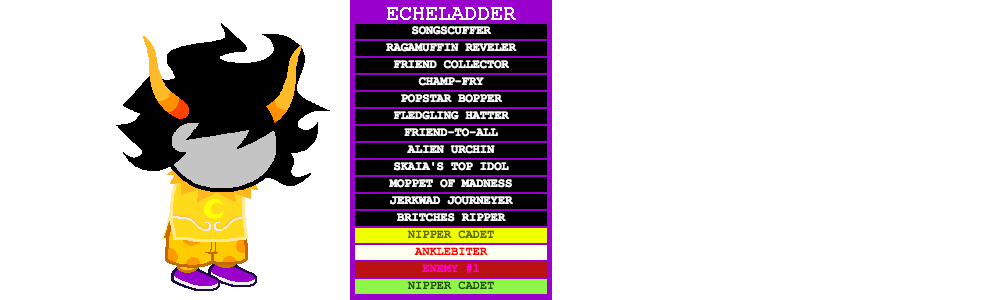 ECHELADDER
SONGSCUFFER
RAGAMUFFIN REVELER
FRIEND COLLECTOR
CHAMP-FRY
POPSTAR BOPPER
FLEDGLING HATTER
FRIEND-TO-ALL
ALIEN URCHIN
SKAIA'S TOP IDOL
MOPPET OF MADNESS
JERKWAD JOURNEYER
BRITCHES RIPPER
NIPPER CADET
ANKLEBITER
ENEMY #1
NIPPER CADET